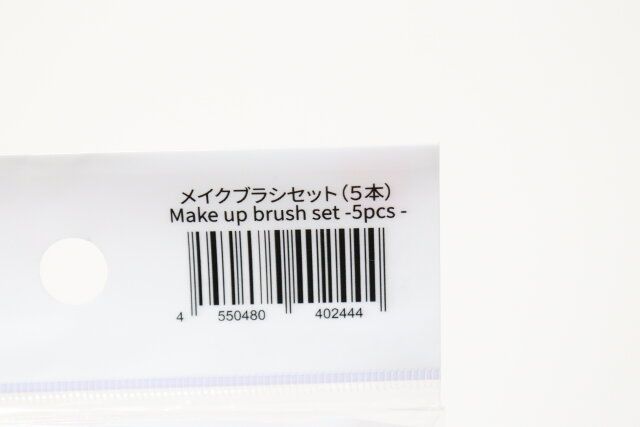 メイクブラシセット(5本)
Make up brush set -5pcs -
4 550480 402444